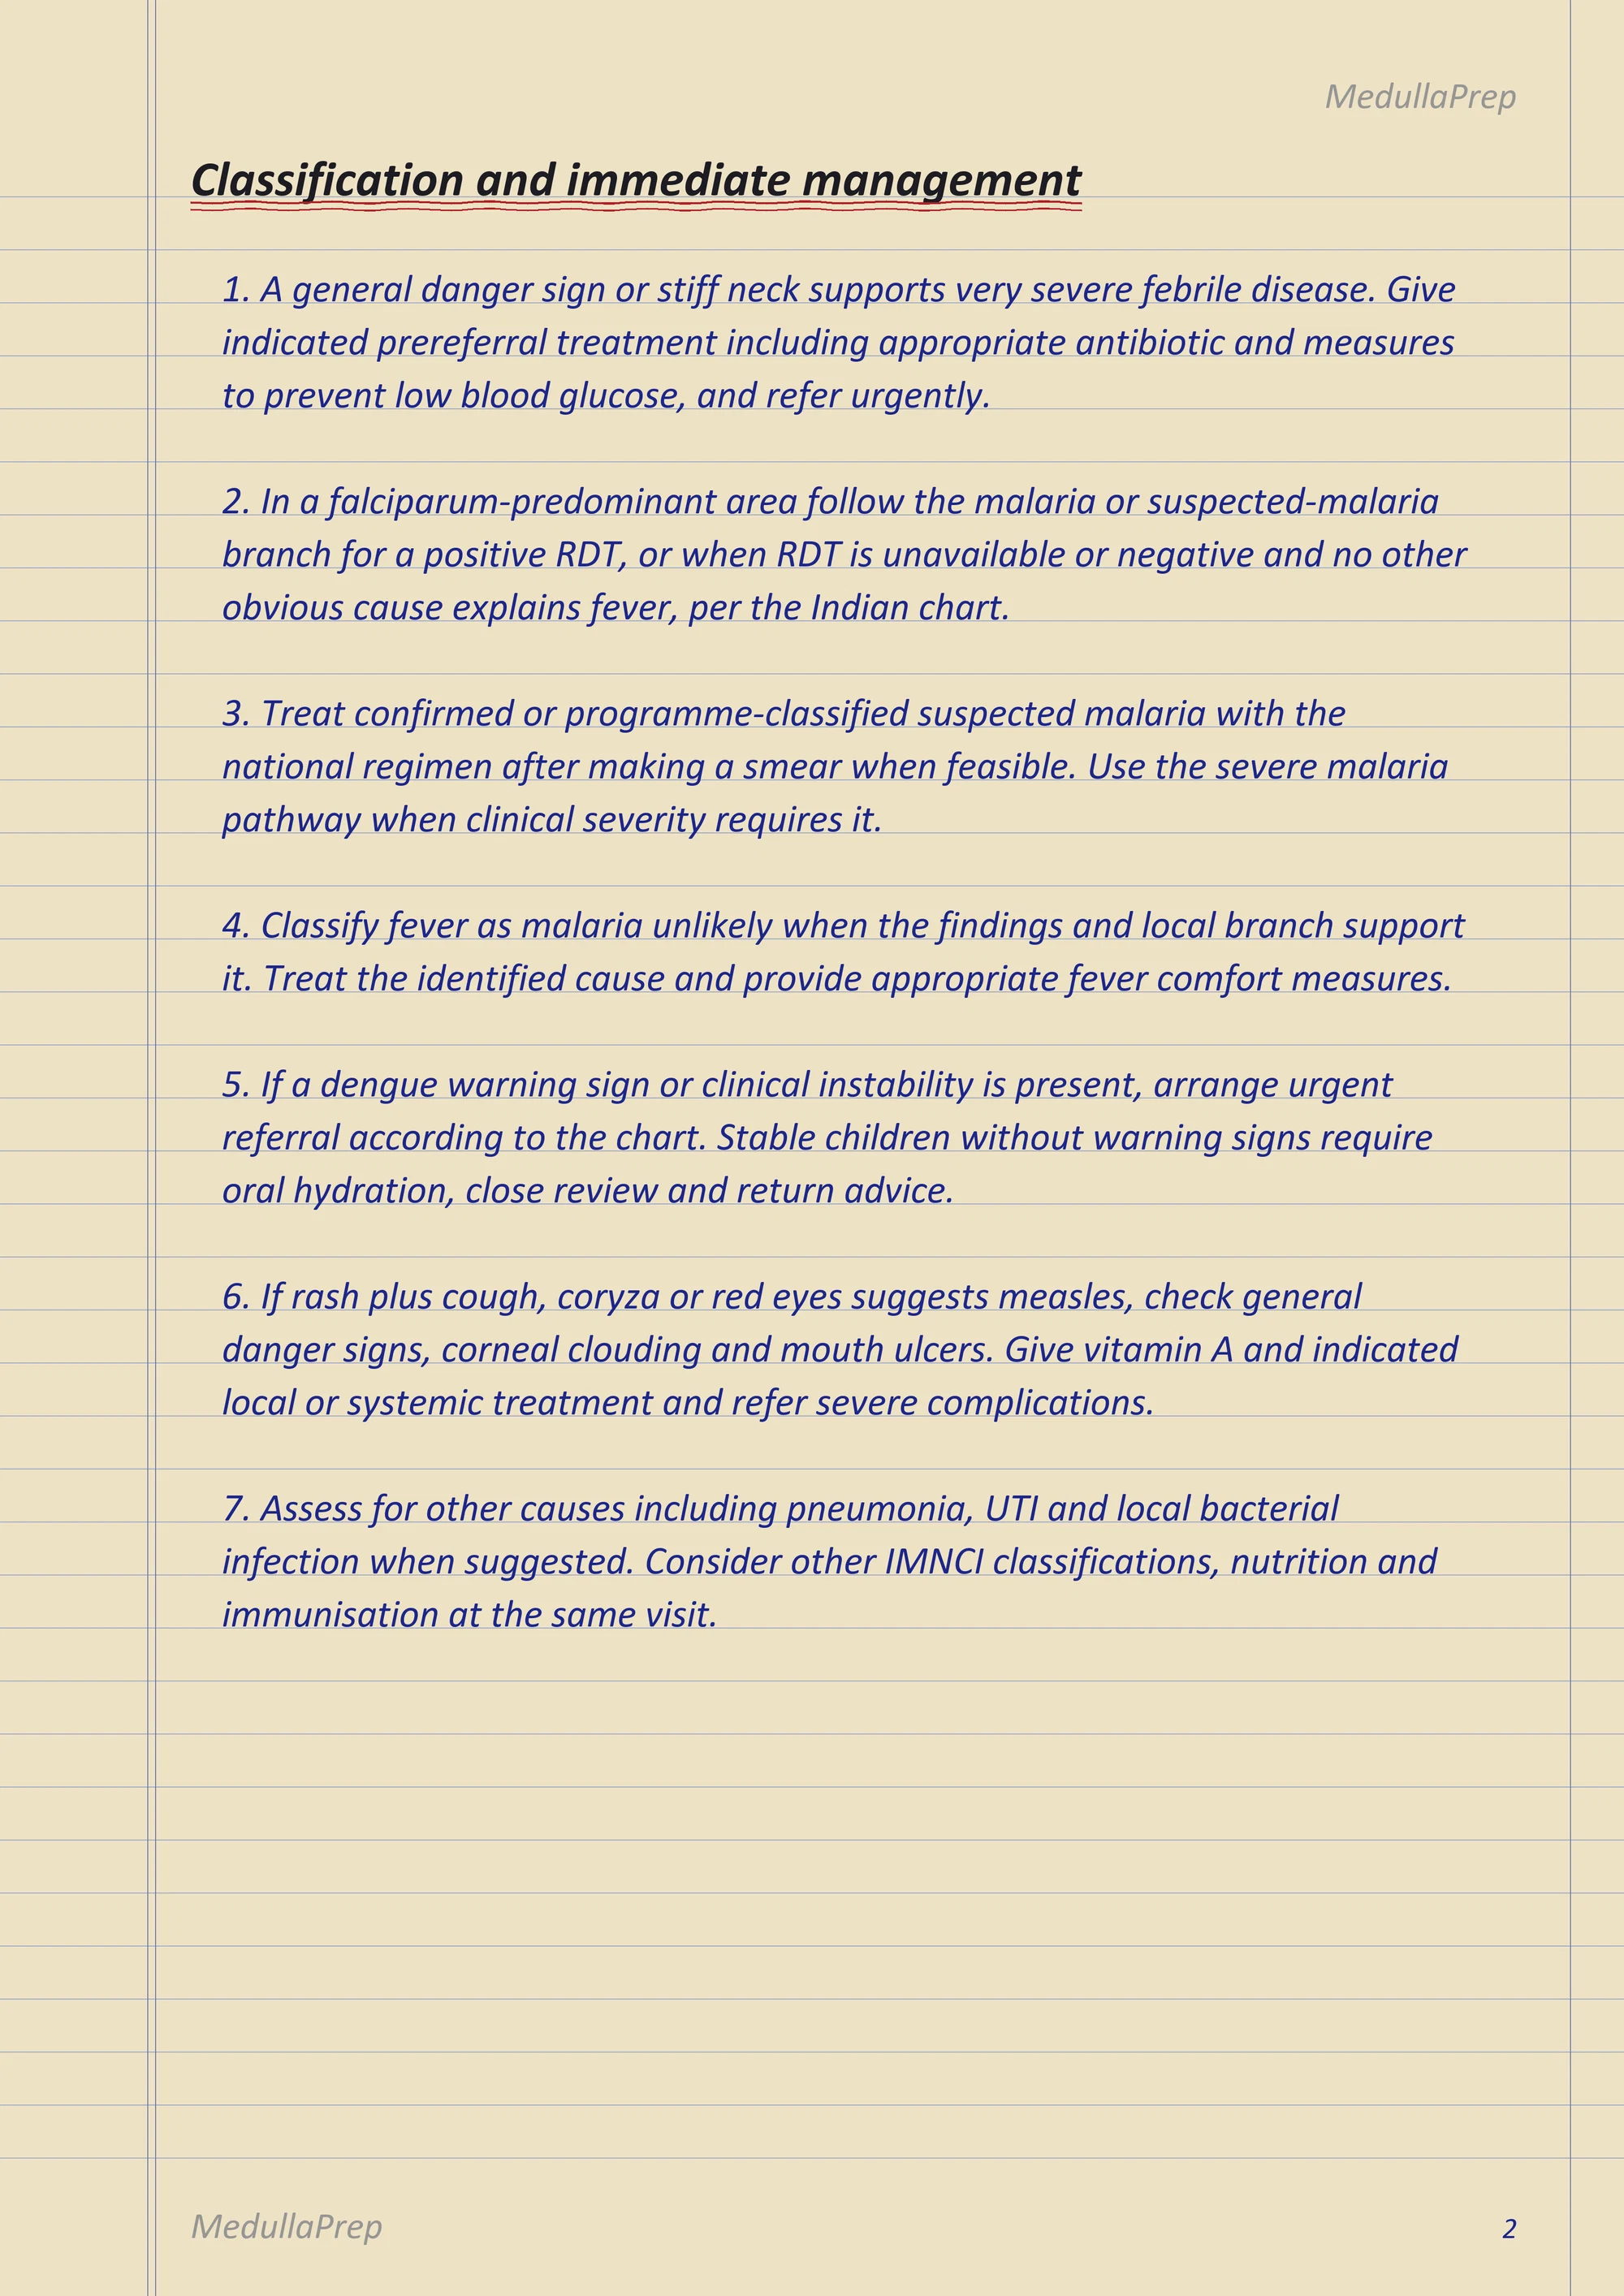 MedullaPrep
Classification and immediate management
1. A general danger sign or stiff neck supports very severe febrile disease. Give
indicated prereferral treatment including appropriate antibiotic and measures
to prevent low blood glucose, and refer urgently.
2. In a falciparum-predominant area follow the malaria or suspected-malaria
branch for a positive RDT, or when RDT is unavailable or negative and no other
obvious cause explains fever, per the Indian chart.
3. Treat confirmed or programme-classified suspected malaria with the
national regimen after making a smear when feasible. Use the severe malaria
pathway when clinical severity requires it.
4. Classify fever as malaria unlikely when the findings and local branch support
it. Treat the identified cause and provide appropriate fever comfort measures.
5. If a dengue warning sign or clinical instability is present, arrange urgent
referral according to the chart. Stable children without warning signs require
oral hydration, close review and return advice.
6. If rash plus cough, coryza or red eyes suggests measles, check general
danger signs, corneal clouding and mouth ulcers. Give vitamin A and indicated
local or systemic treatment and refer severe complications.
7. Assess for other causes including pneumonia, UTI and local bacterial
infection when suggested. Consider other IMNCI classifications, nutrition and
immunisation at the same visit.
MedullaPrep
2